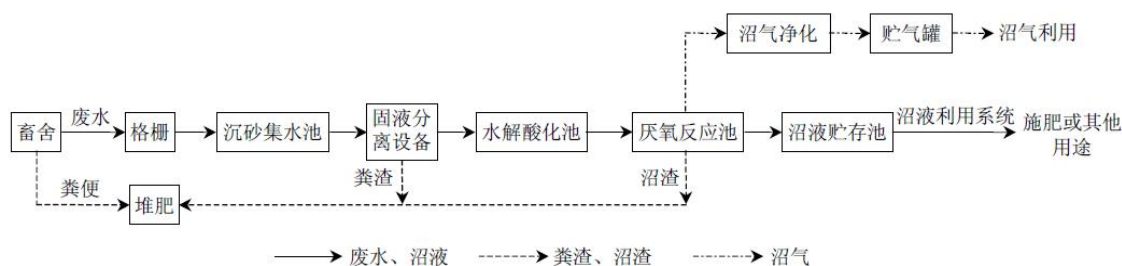 沼气净化
贮气罐
沼气利用
畜舍
废水
格栅
沉砂集水池
固液分
离设备
水解酸化池
厌氧反应池
沼液贮存池
沼液利用系统
施肥或其他
用途
粪便
堆肥
粪渣
沼渣
废水、沼液
粪渣、沼渣
沼气